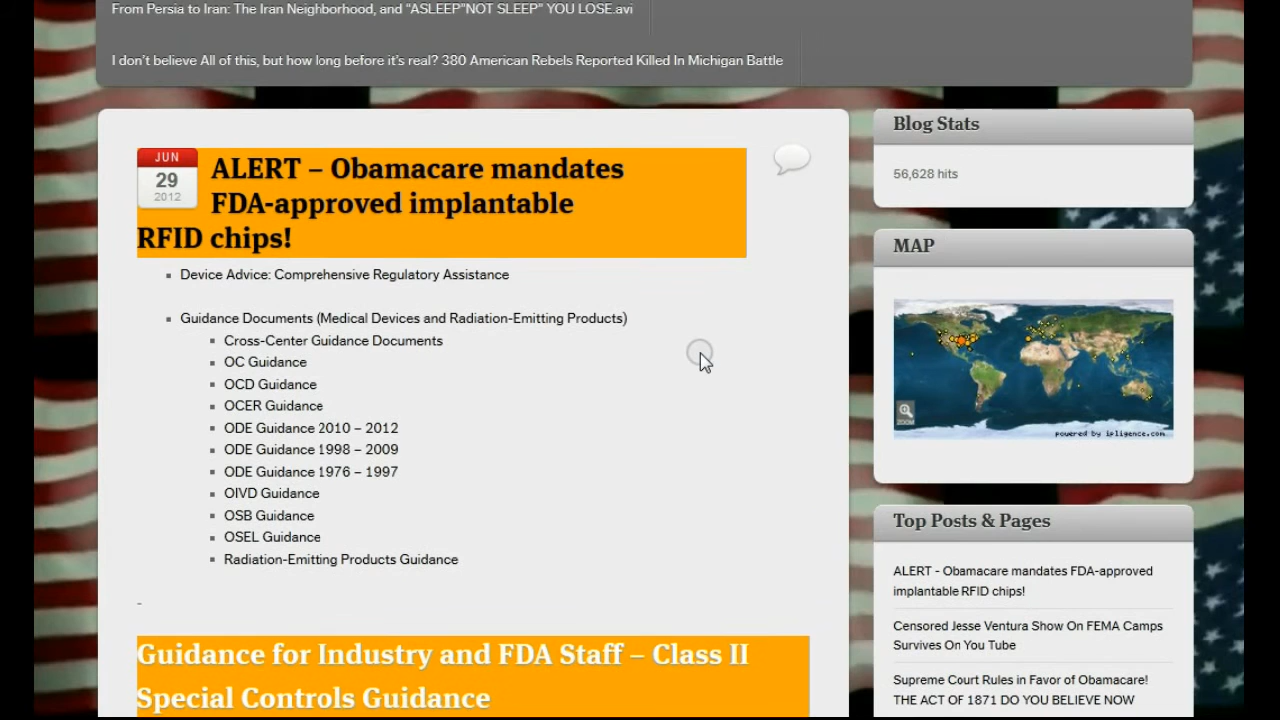 From Persia to Iran: The Iran Neighborhood, and "ASLEEP"NOT SLEEP" YOU LOSE.avi
I don't believe All of this, but how long before it's real? 380 American Rebels Reported Killed In Michigan Battle
JUN
29
2012
ALERT – Obamacare mandates
FDA-approved implantable
RFID chips!
Device Advice: Comprehensive Regulatory Assistance
Guidance Documents (Medical Devices and Radiation-Emitting Products)
Cross-Center Guidance Documents
OC Guidance
OCD Guidance
OCER Guidance
ODE Guidance 2010 – 2012
ODE Guidance 1998 – 2009
ODE Guidance 1976 – 1997
OIVD Guidance
OSB Guidance
OSEL Guidance
Radiation-Emitting Products Guidance
-
Guidance for Industry and FDA Staff – Class II
Special Controls Guidance
Blog Stats
56,628 hits
MAP
ZOOM
powered by ipligence.com
Top Posts & Pages
ALERT - Obamacare mandates FDA-approved
implantable RFID chips!
Censored Jesse Ventura Show On FEMA Camps
Survives On You Tube
Supreme Court Rules in Favor of Obamacare!
THE ACT OF 1871 DO YOU BELIEVE NOW